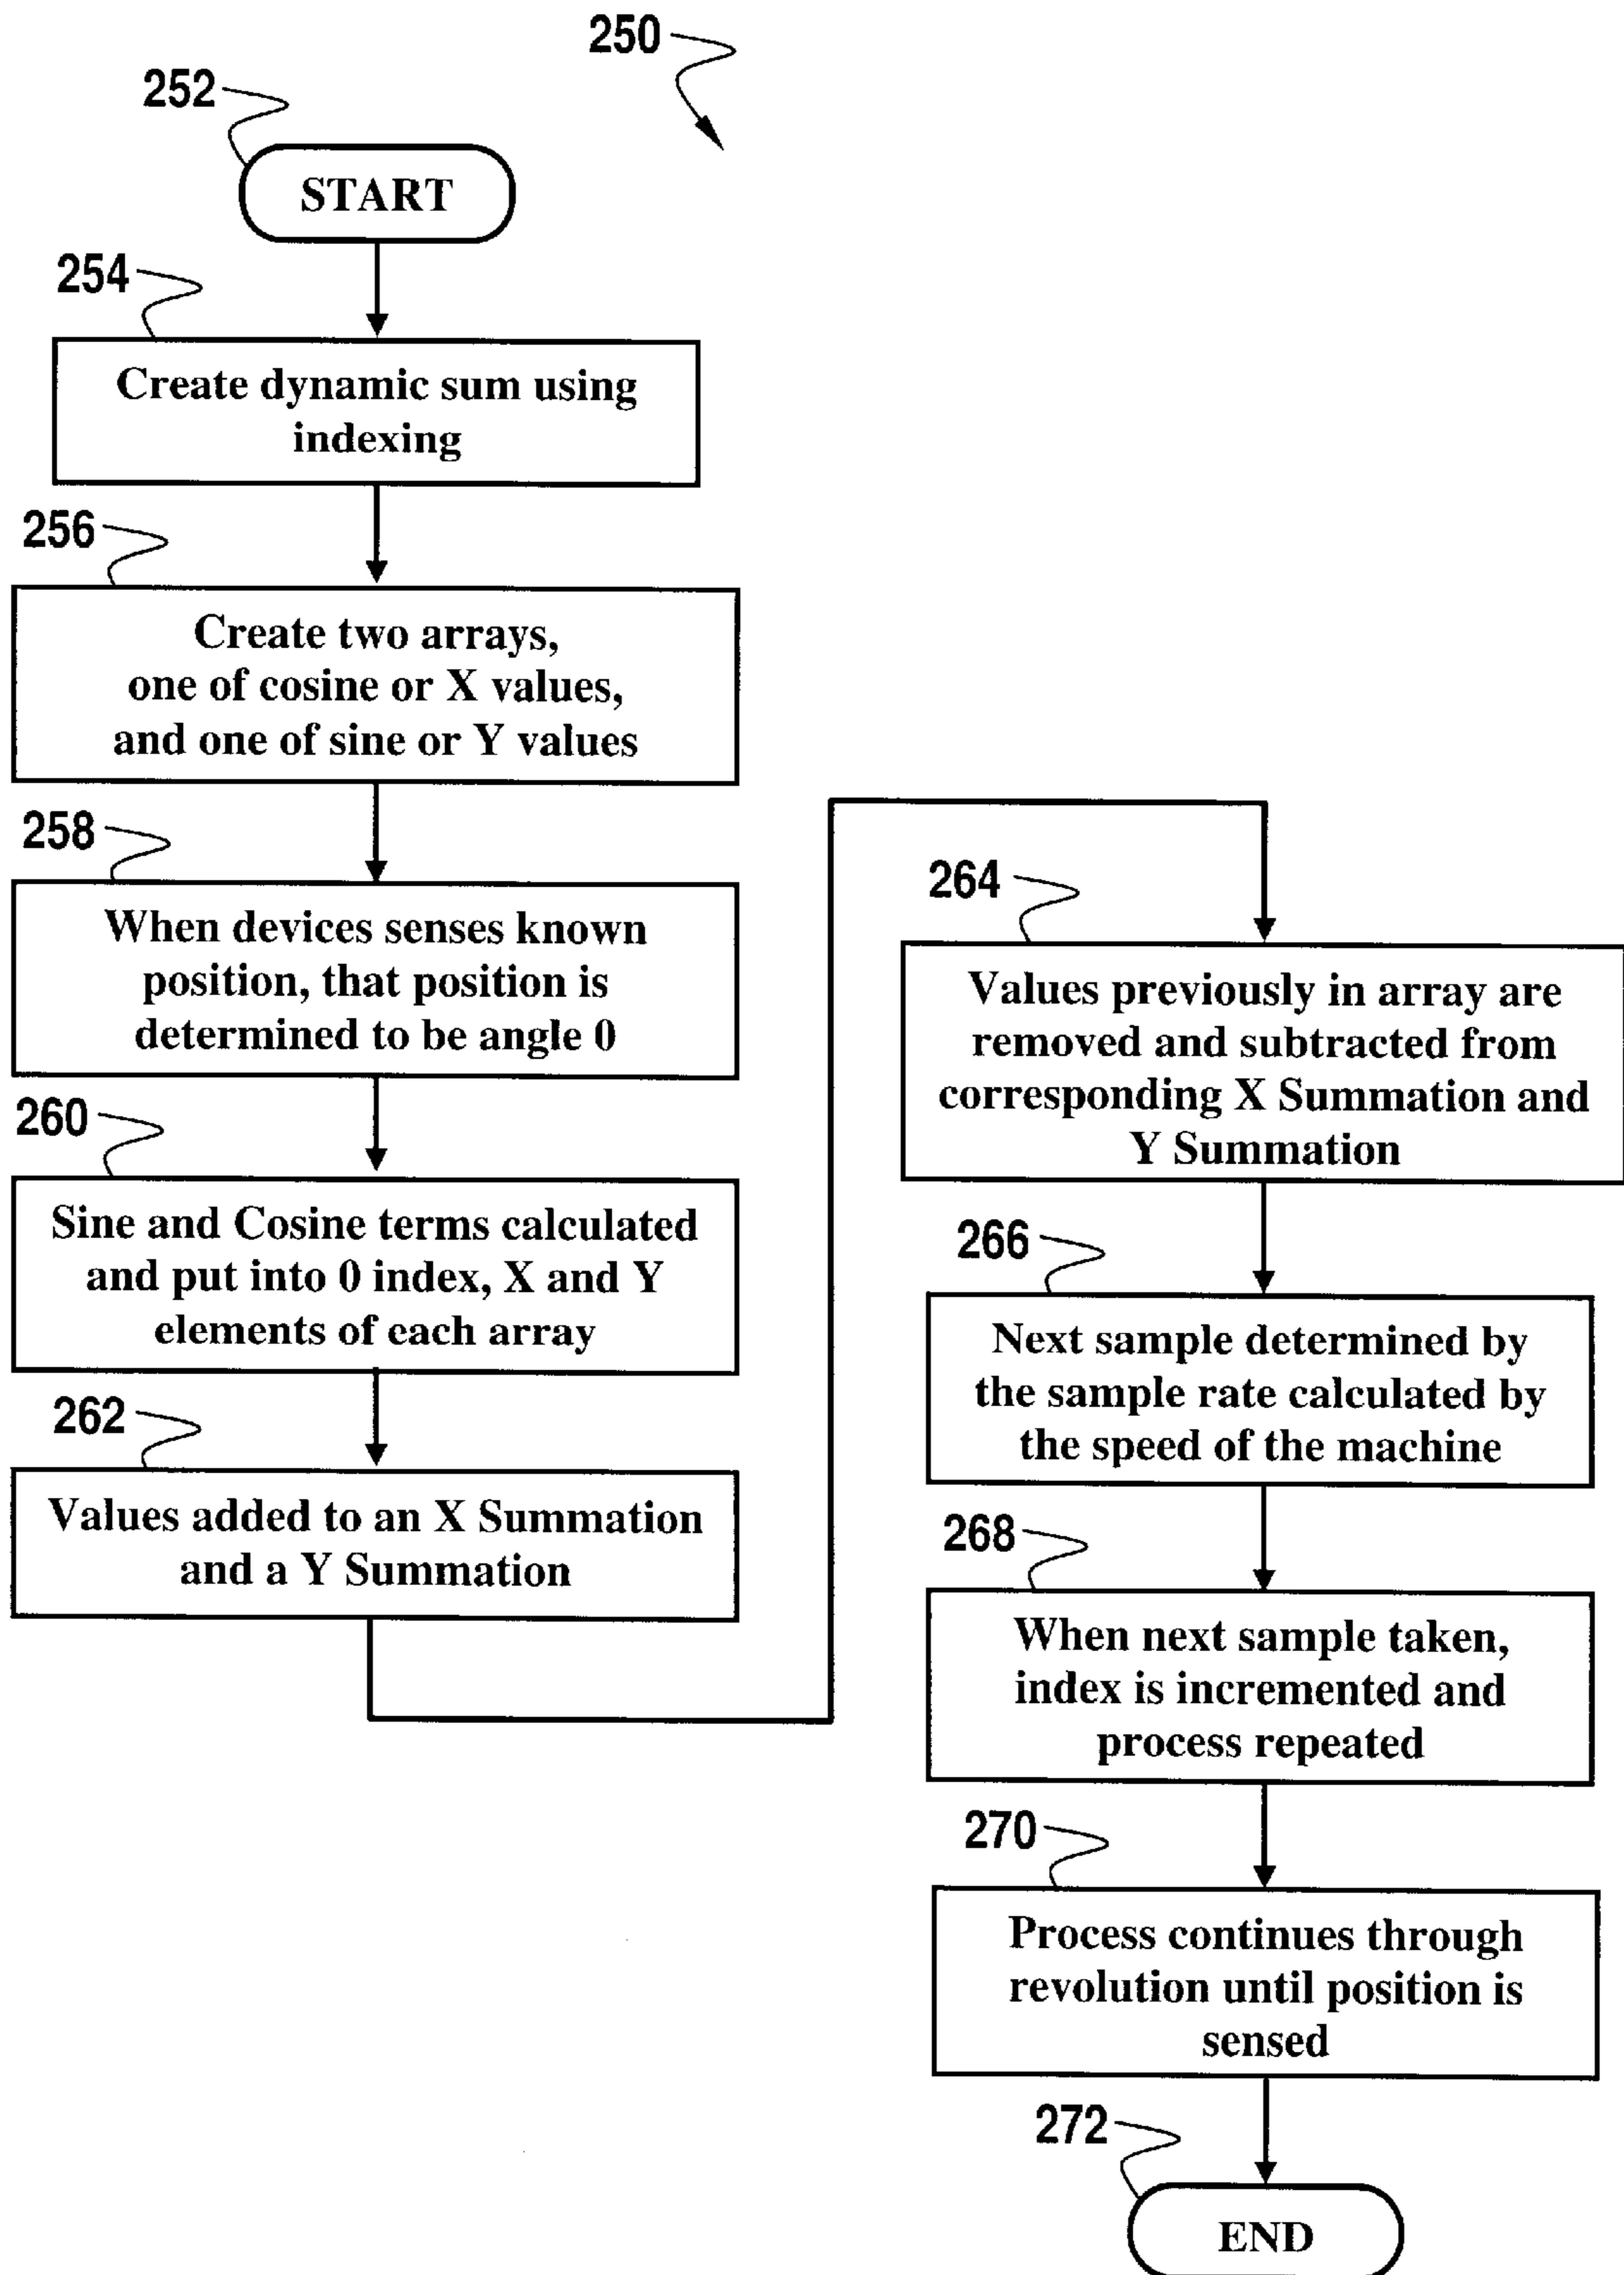 250
252
START
254
Create dynamic sum using
indexing
256
Create two arrays,
one of cosine or X values,
and one of sine or Y values
258
When devices senses known
position, that position is
determined to be angle 0
260
Sine and Cosine terms calculated
and put into 0 index, X and Y
elements of each array
262
Values added to an X Summation
and a Y Summation
264
Values previously in array are
removed and subtracted from
corresponding X Summation and
Y Summation
266
Next sample determined by
the sample rate calculated by
the speed of the machine
268
When next sample taken,
index is incremented and
process repeated
270
Process continues through
revolution until position is
sensed
272
END